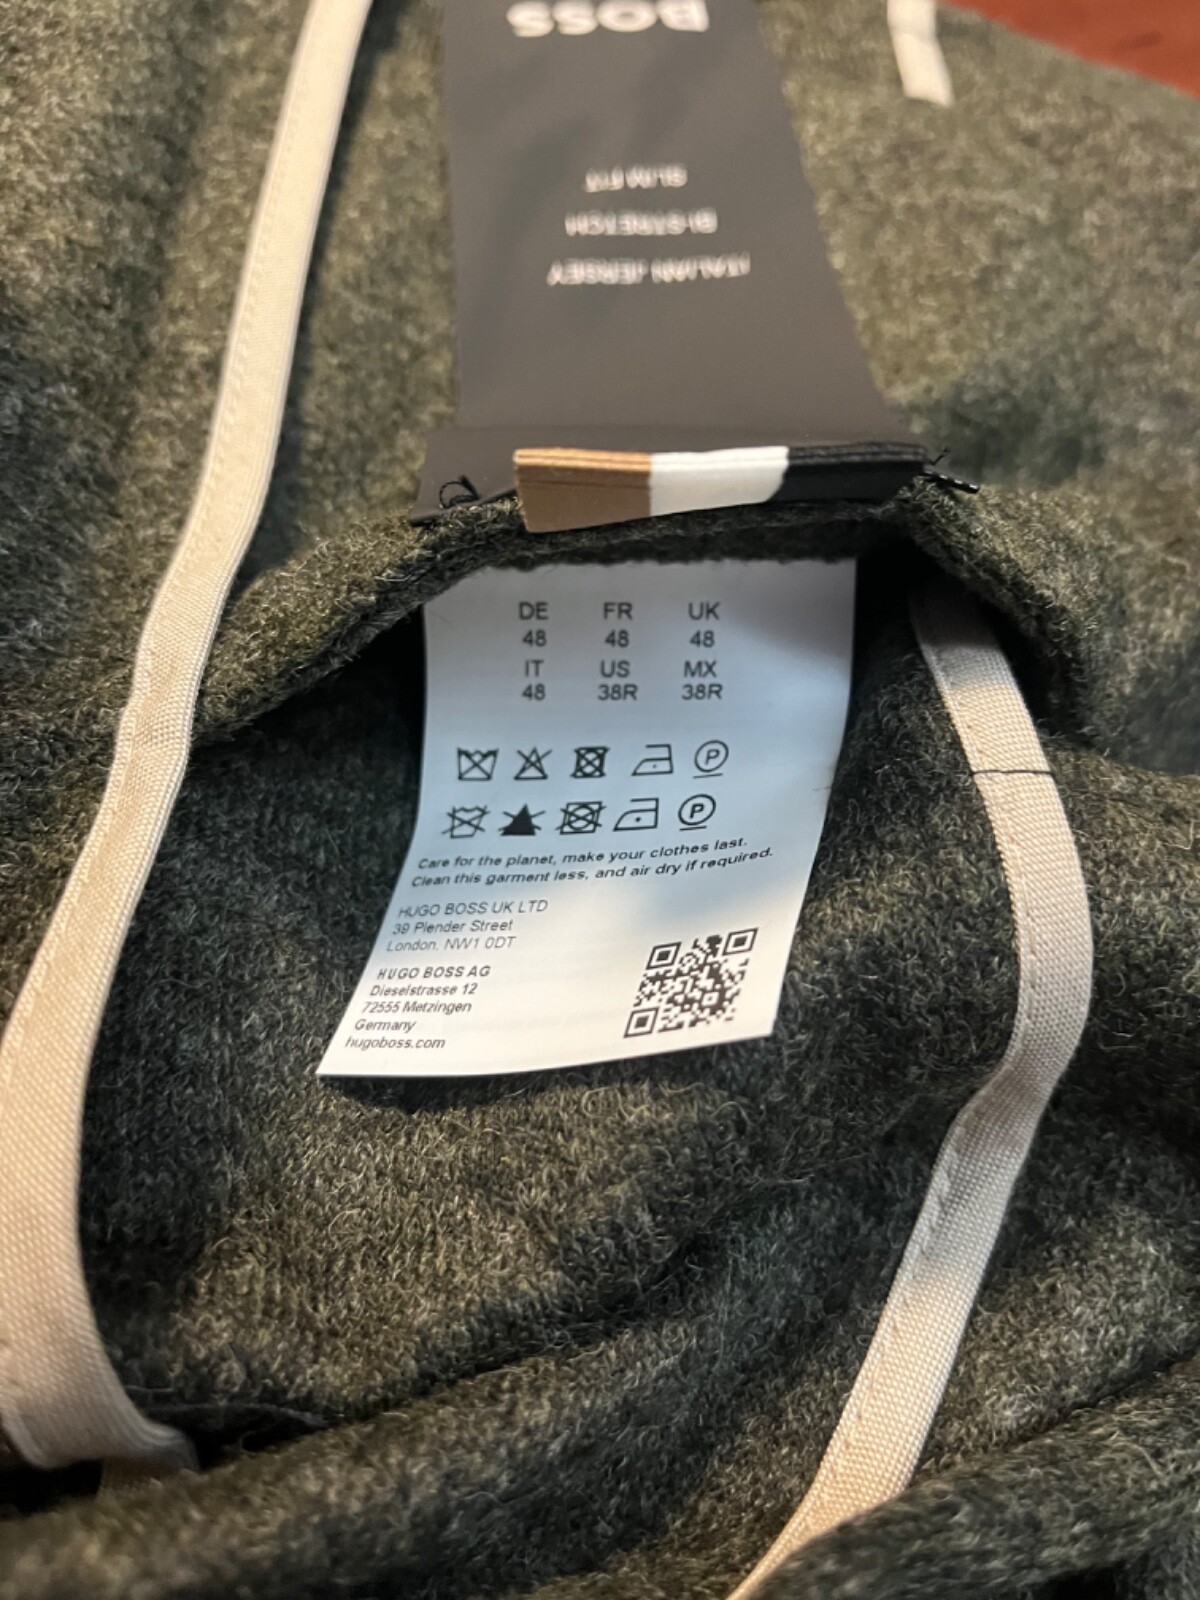 BOSS
SLIM FIT
BI-STRETCH
ITALIAN JERSEY
DE FR UK
48 48 48
IT US MX
48 38R 38R
P
P
Care for the planet, make your clothes last.
Clean this garment less, and air dry if required.
HUGO BOSS UK LTD
39 Plender Street
London. NW1 0DT
HUGO BOSS AG
Dieselstrasse 12
72555 Metzingen
Germany
hugoboss.com